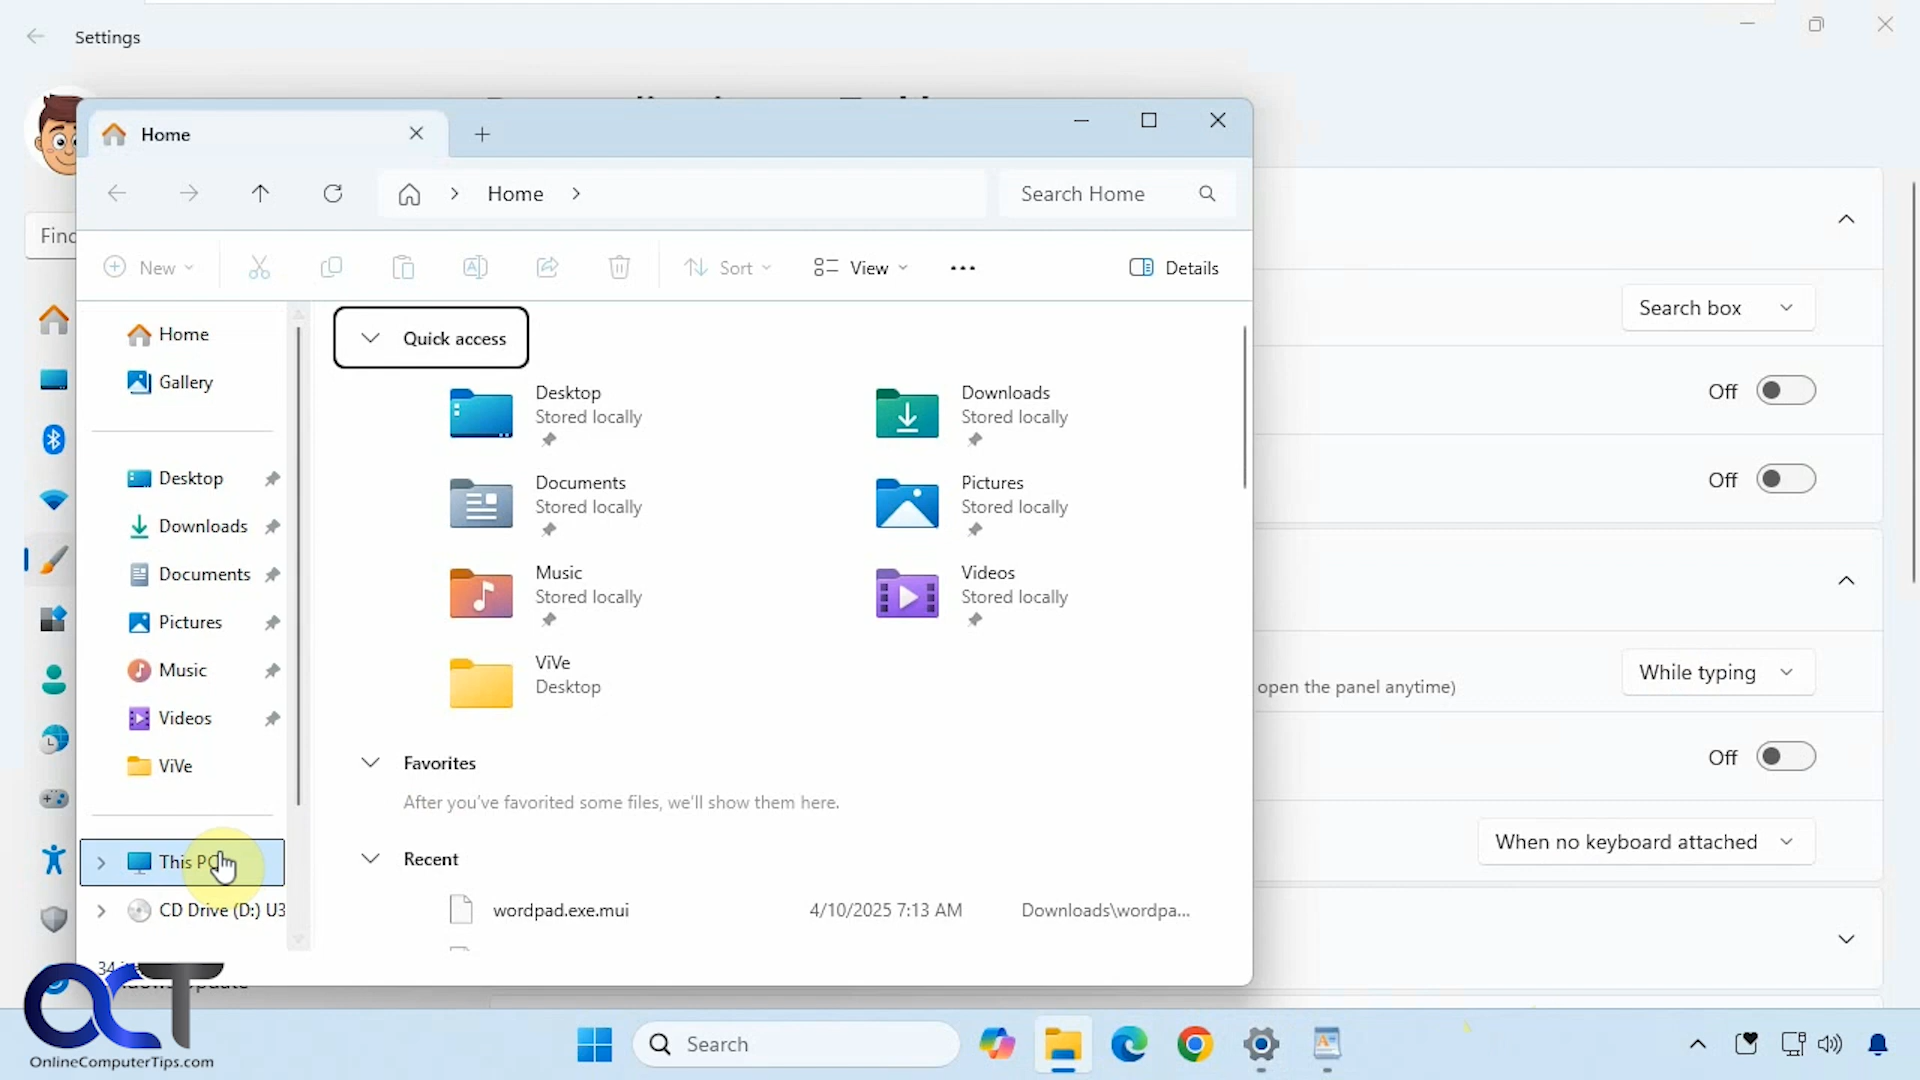 Settings
Home
Home
Search Home
Find
New
Sort
View
Details
Home
Gallery
Desktop
Downloads
Documents
Pictures
Music
Videos
ViVe
This PC
CD Drive (D:) U3
Quick access
Desktop
Stored locally
Downloads
Stored locally
Documents
Stored locally
Pictures
Stored locally
Music
Stored locally
Videos
Stored locally
ViVe
Desktop
Favorites
After you've favorited some files, we'll show them here.
Recent
wordpad.exe.mui 4/10/2025 7:13 AM Downloads\wordpa...
Search box
Off
Off
open the panel anytime) While typing
Off
When no keyboard attached
34
OCT
OnlineComputerTips.com
Search